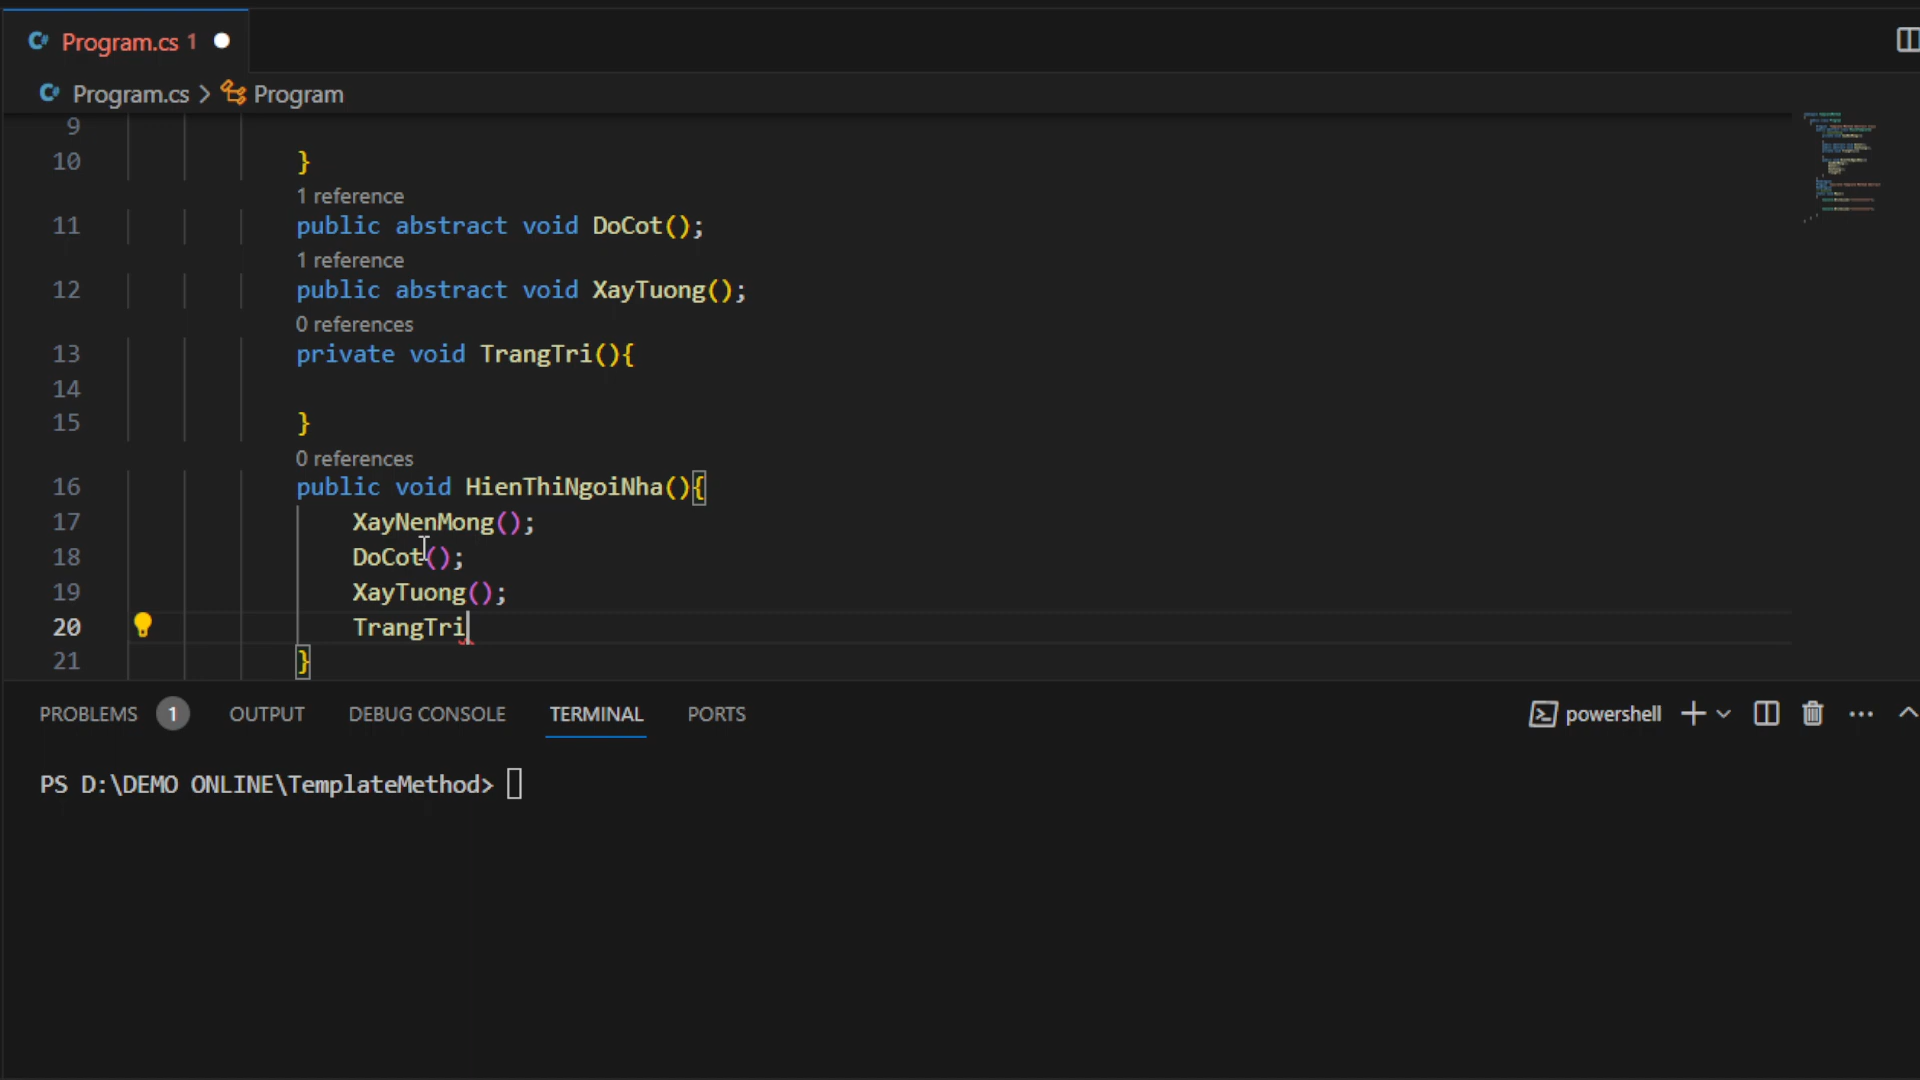 Program.cs 1
Program.cs > Program
9
10 }
1 reference
11 public abstract void DoCot();
1 reference
12 public abstract void XayTuong();
0 references
13 private void TrangTri(){
14
15 }
0 references
16 public void HienThiNgoiNha(){
17 XayNenMong();
18 DoCot();
19 XayTuong();
20 TrangTri
21 }
PROBLEMS 1 OUTPUT DEBUG CONSOLE TERMINAL PORTS powershell
PS D:\DEMO ONLINE\TemplateMethod>